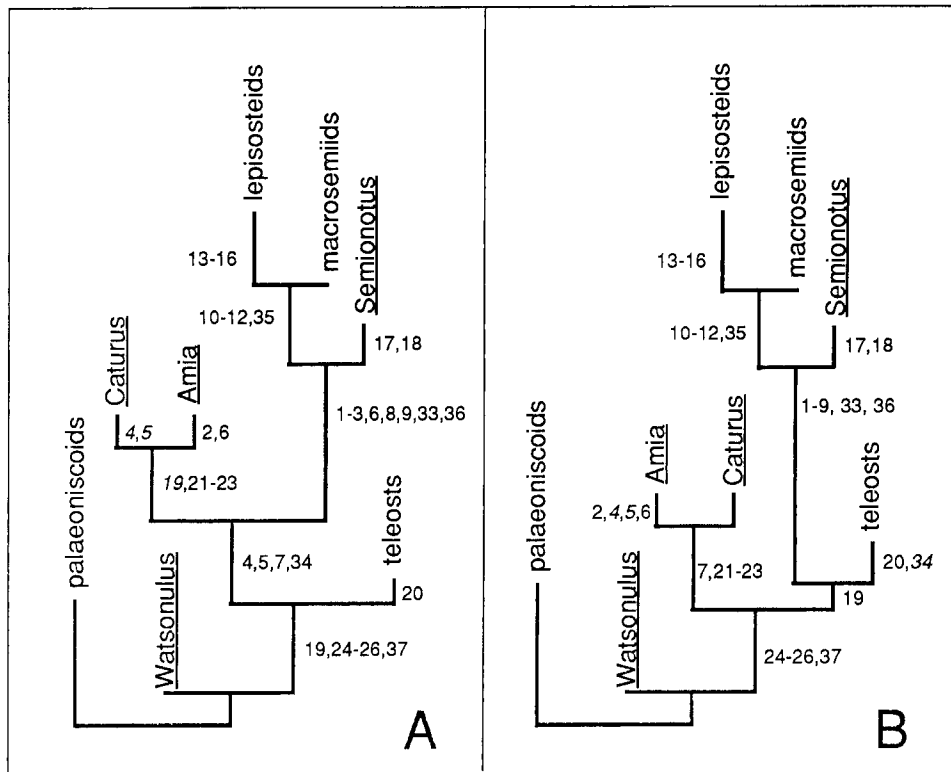 lepisosteids
macrosemiids
Semionotus
13-16
10-12,35
17,18
Caturus
Amia
4,5
2,6
1-3,6,8,9,33,36
19,21-23
palaeoniscoids
teleosts
4,5,7,34
20
Watsonulus
19,24-26,37
A
lepisosteids
macrosemiids
Semionotus
13-16
10-12,35
17,18
1-9, 33, 36
Amia
Caturus
teleosts
2,4,5,6
palaeoniscoids
7,21-23
20,34
19
Watsonulus
24-26,37
B